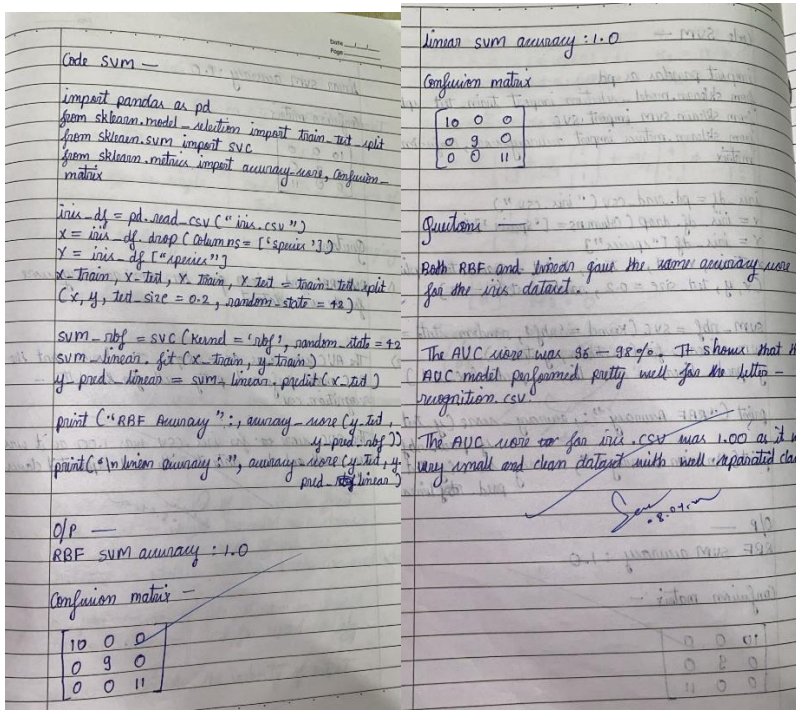 Date
Page
Code SVM —
import pandas as pd
from sklearn.model_selection import train_test_split
from sklearn.svm import SVC
from sklearn.metrics import accuracy_score, confusion_
matrix
iris_df = pd.read_csv("iris.csv")
x = iris_df.drop(columns=['species'])
Y = iris_df["species"]
x_train, x_test, Y_train, Y_test = train_test_split
(x, y, test_size = 0.2, random_state = 42)
svm_rbf = SVC(kernel = 'rbf', random_state = 42
svm_linear.fit(x_train, y_train)
y_pred_linear = svm_linear.predict(x_test)
print("RBF Accuracy":, accuracy_score(y_test,
y_pred_rbf))
print("\n linear accuracy:", accuracy_score(y_test, y_
pred_linear)
O/P —
RBF SVM accuracy : 1.0
Confusion matrix —
10 0 0
0 9 0
0 0 11
Linear SVM accuracy : 1.0
Confusion matrix
10 0 0
0 9 0
0 0 11
Questions —
Both RBF and linear gave the same accuracy score
for the iris dataset.
The AUC score was 96 - 98%. It shows that
AUC model performed pretty well for the letter -
recognition.csv
The AUC score for iris.csv was 1.00 as it
very small and clean dataset with well separated